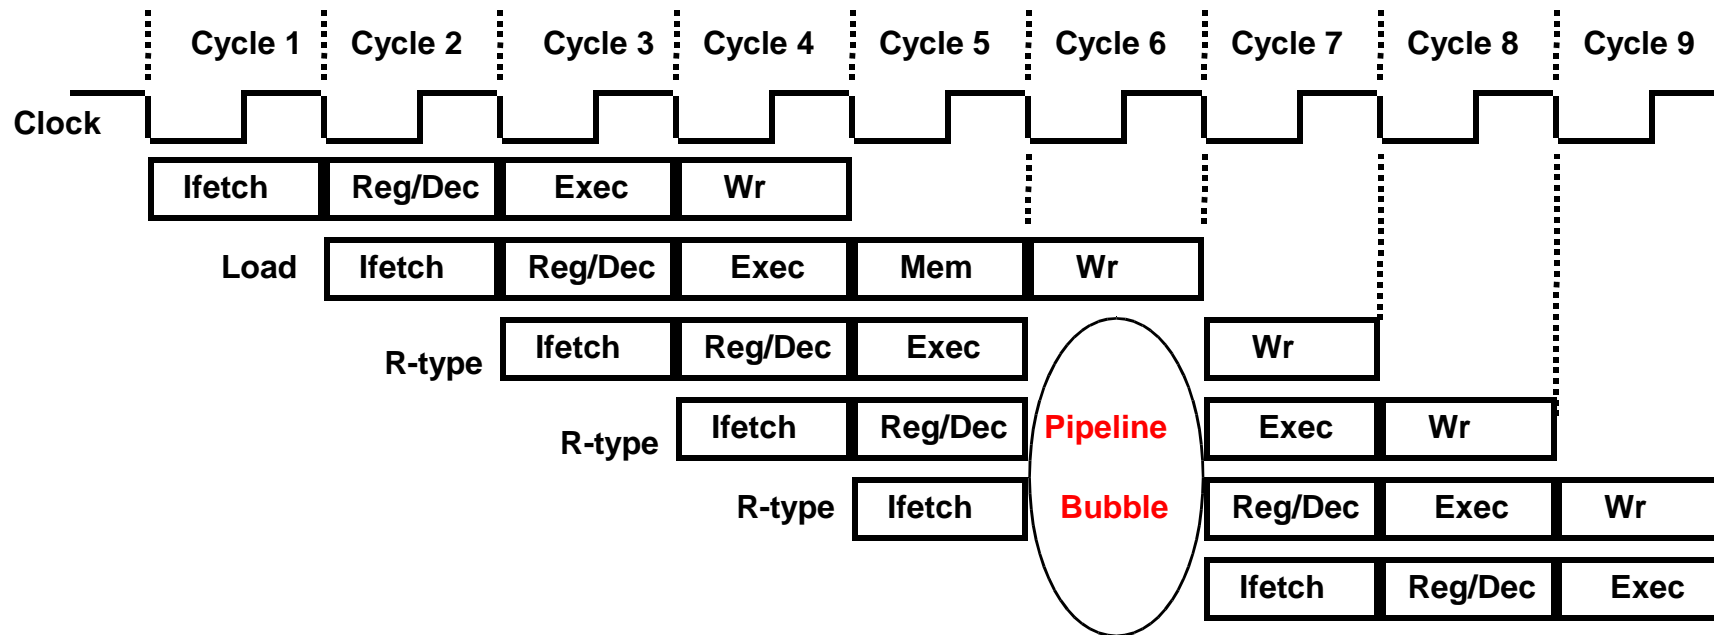 Cycle 1 Cycle 2 Cycle 3 Cycle 4 Cycle 5 Cycle 6 Cycle 7 Cycle 8 Cycle 9
Clock
Ifetch Reg/Dec Exec Wr
Load Ifetch Reg/Dec Exec Mem Wr
R-type Ifetch Reg/Dec Exec Wr
R-type Ifetch Reg/Dec Pipeline Exec Wr
R-type Ifetch Bubble Reg/Dec Exec Wr
Ifetch Reg/Dec Exec